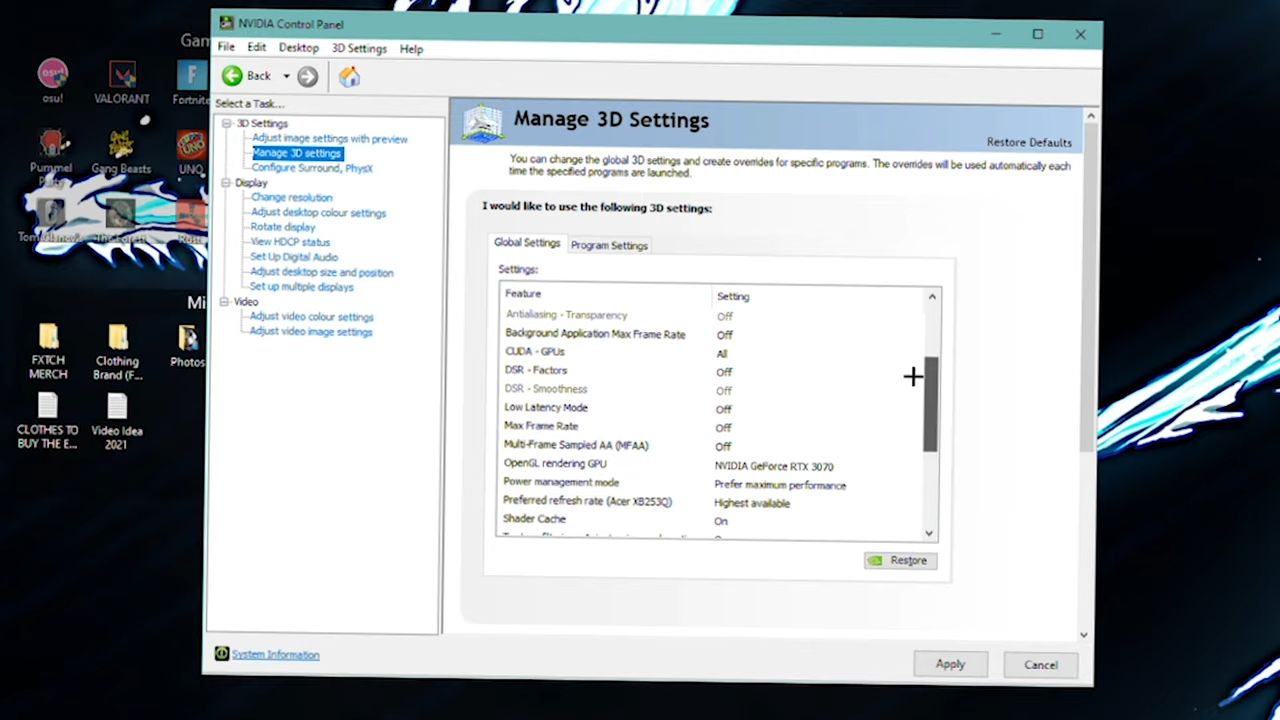 NVIDIA Control Panel
File Edit Desktop 3D Settings Help
Back
Select a Task...
3D Settings
Adjust image settings with preview
Manage 3D settings
Configure Surround, PhysX
Display
Change resolution
Adjust desktop colour settings
Rotate display
View HDCP status
Set Up Digital Audio
Adjust desktop size and position
Set up multiple displays
Video
Adjust video colour settings
Adjust video image settings
System Information
Manage 3D Settings
Restore Defaults
You can change the global 3D settings and create overrides for specific programs. The overrides will be used automatically each
time the specified programs are launched.
I would like to use the following 3D settings:
Global Settings Program Settings
Settings:
Feature Setting
Antialiasing - Transparency Off
Background Application Max Frame Rate Off
CUDA - GPUs All
DSR - Factors Off
DSR - Smoothness Off
Low Latency Mode Off
Max Frame Rate Off
Multi-Frame Sampled AA (MFAA) Off
OpenGL rendering GPU NVIDIA GeForce RTX 3070
Power management mode Prefer maximum performance
Preferred refresh rate (Acer XB253Q) Highest available
Shader Cache On
Restore
Apply Cancel
Gam
osu! VALORANT Fortnite
Pummel Gang Beasts UNO
The Forest Rust
Mi
FXTCH
MERCH
Clothing
Brand (F...
Photos
CLOTHES TO
BUY THE E...
Video Idea
2021